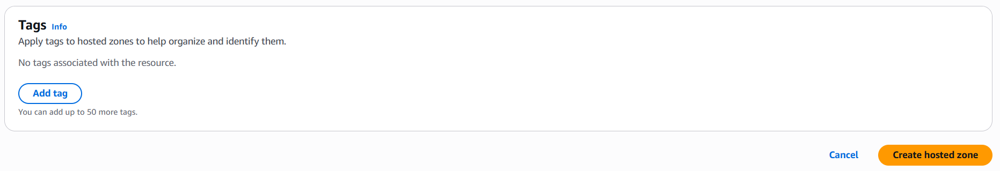 Tags Info
Apply tags to hosted zones to help organize and identify them.
No tags associated with the resource.
Add tag
You can add up to 50 more tags.
Cancel Create hosted zone